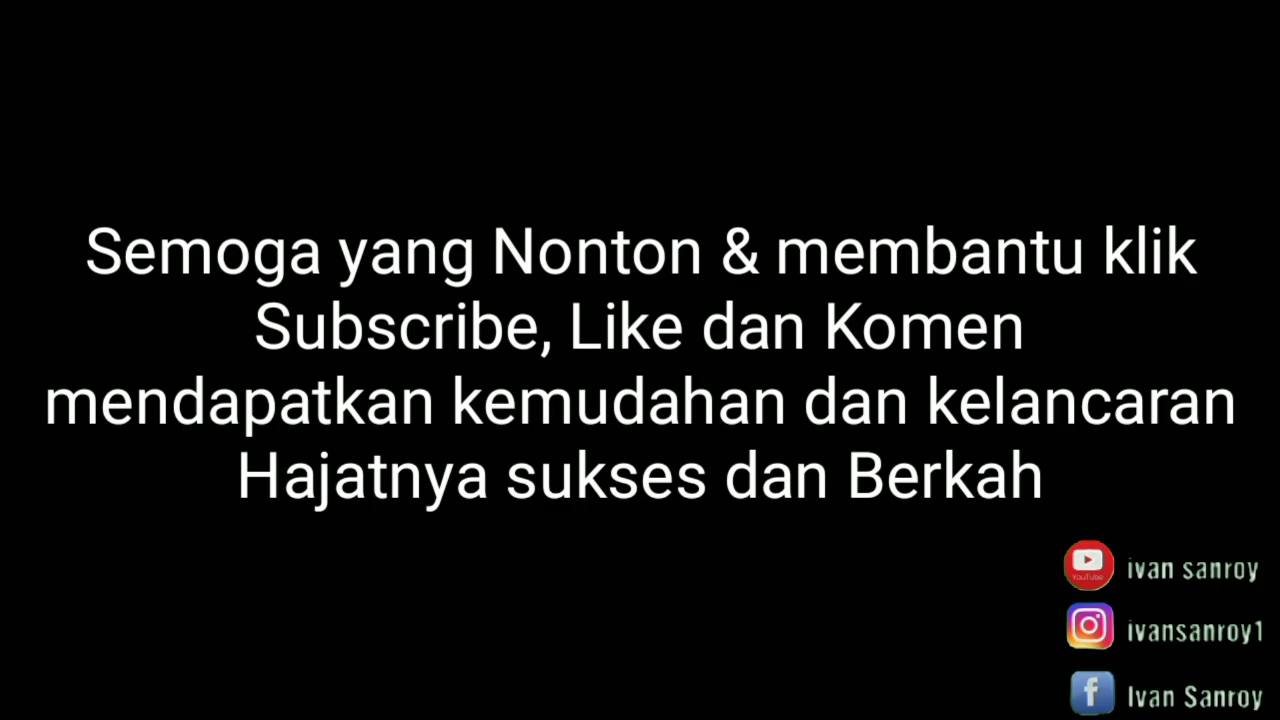 Semoga yang Nonton & membantu klik
Subscribe, Like dan Komen
mendapatkan kemudahan dan kelancaran
Hajatnya sukses dan Berkah
YouTube
ivan sanroy
ivansanroy1
f
Ivan Sanroy